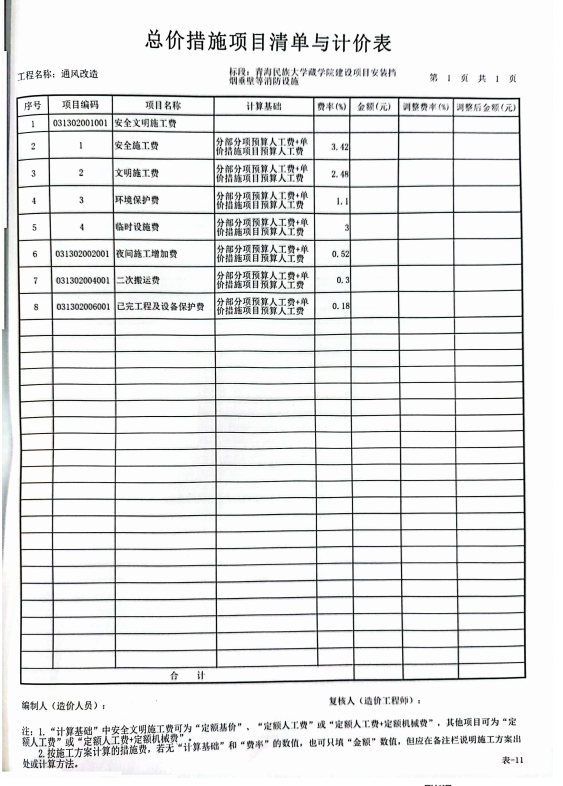 总价措施项目清单与计价表
工程名称：通风改造
标段：青海民族大学藏学院建设项目安装挡
烟垂壁等消防设施
第 1 页 共 1 页
序号 项目编码 项目名称 计算基础 费率(%) 金额(元) 调整费率(%) 调整后金额(元)
1 031302001001 安全文明施工费
2 1 安全施工费 分部分项预算人工费+单
价措施项目预算人工费 3.42
3 2 文明施工费 分部分项预算人工费+单
价措施项目预算人工费 2.48
4 3 环境保护费 分部分项预算人工费+单
价措施项目预算人工费 1.1
5 4 临时设施费 分部分项预算人工费+单
价措施项目预算人工费 3
6 031302002001 夜间施工增加费 分部分项预算人工费+单
价措施项目预算人工费 0.52
7 031302004001 二次搬运费 分部分项预算人工费+单
价措施项目预算人工费 0.3
8 031302006001 已完工程及设备保护费 分部分项预算人工费+单
价措施项目预算人工费 0.18
合 计
编制人（造价人员）：
复核人（造价工程师）：
注：1.“计算基础”中安全文明施工费可为“定额基价”、“定额人工费”或“定额人工费+定额机械费”，其他项目可为“定
额人工费”或“定额人工费+定额机械费”。
2.按施工方案计算的措施费，若无“计算基础”和“费率”的数值，也可只填“金额”数值，但应在备注栏说明施工方案出
处或计算方法。
表-11